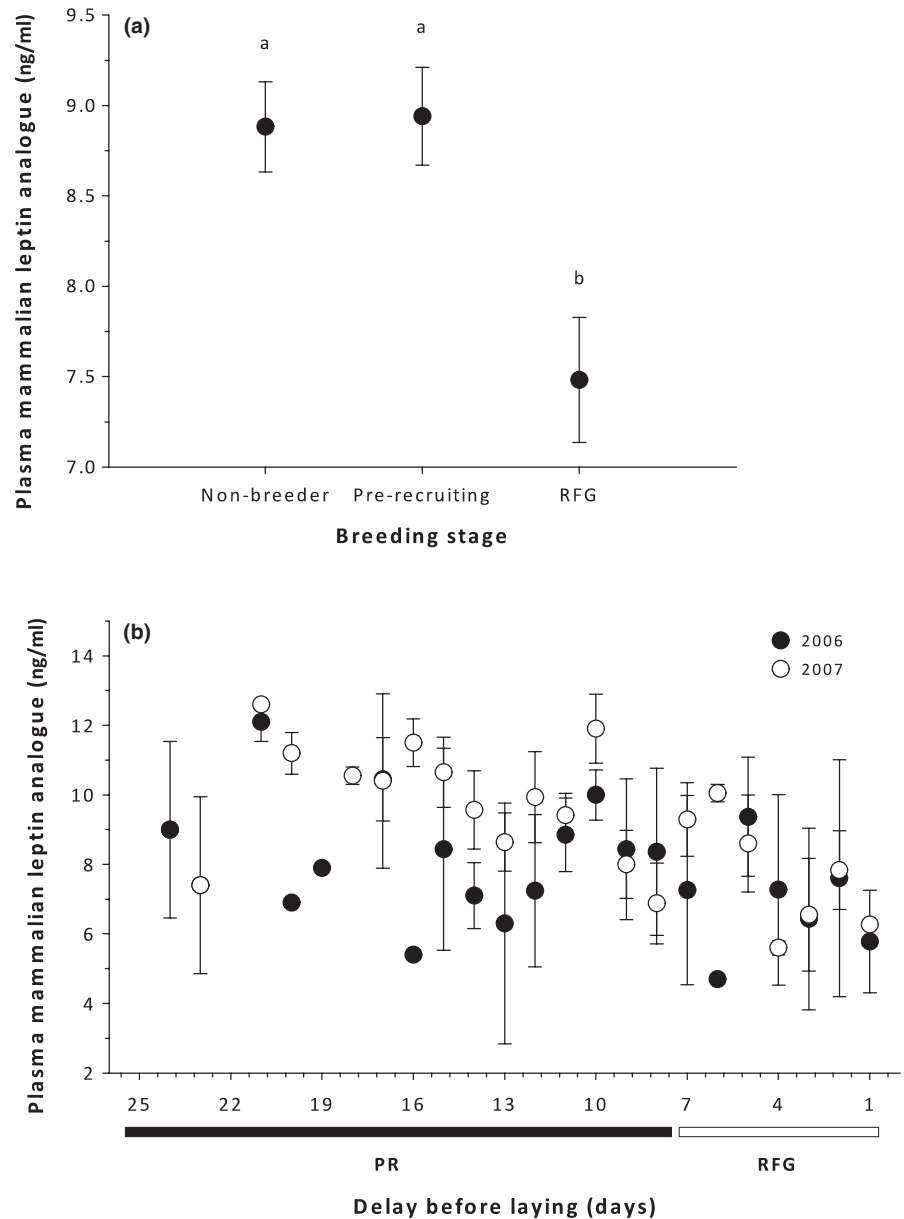 (a)
Plasma mammalian leptin analogue (ng/ml)
9.5
9.0
8.5
8.0
7.5
7.0
a
a
b
Non-breeder Pre-recruiting RFG
Breeding stage
(b)
Plasma mammalian leptin analogue (ng/ml)
2006
2007
14
12
10
8
6
4
2
25 22 19 16 13 10 7 4 1
PR RFG
Delay before laying (days)